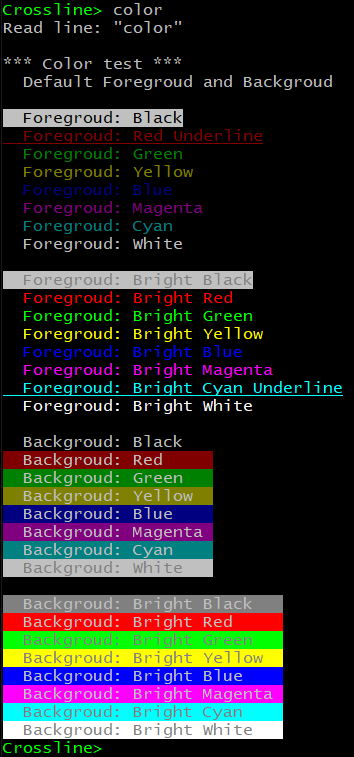 Crossline> color
Read line: "color"
*** Color test ***
Default Foregroud and Backgroud
Foregroud: Black
Foregroud: Red Underline
Foregroud: Green
Foregroud: Yellow
Foregroud: Blue
Foregroud: Magenta
Foregroud: Cyan
Foregroud: White
Foregroud: Bright Black
Foregroud: Bright Red
Foregroud: Bright Green
Foregroud: Bright Yellow
Foregroud: Bright Blue
Foregroud: Bright Magenta
Foregroud: Bright Cyan Underline
Foregroud: Bright White
Backgroud: Black
Backgroud: Red
Backgroud: Green
Backgroud: Yellow
Backgroud: Blue
Backgroud: Magenta
Backgroud: Cyan
Backgroud: White
Backgroud: Bright Black
Backgroud: Bright Red
Backgroud: Bright Green
Backgroud: Bright Yellow
Backgroud: Bright Blue
Backgroud: Bright Magenta
Backgroud: Bright Cyan
Backgroud: Bright White
Crossline>